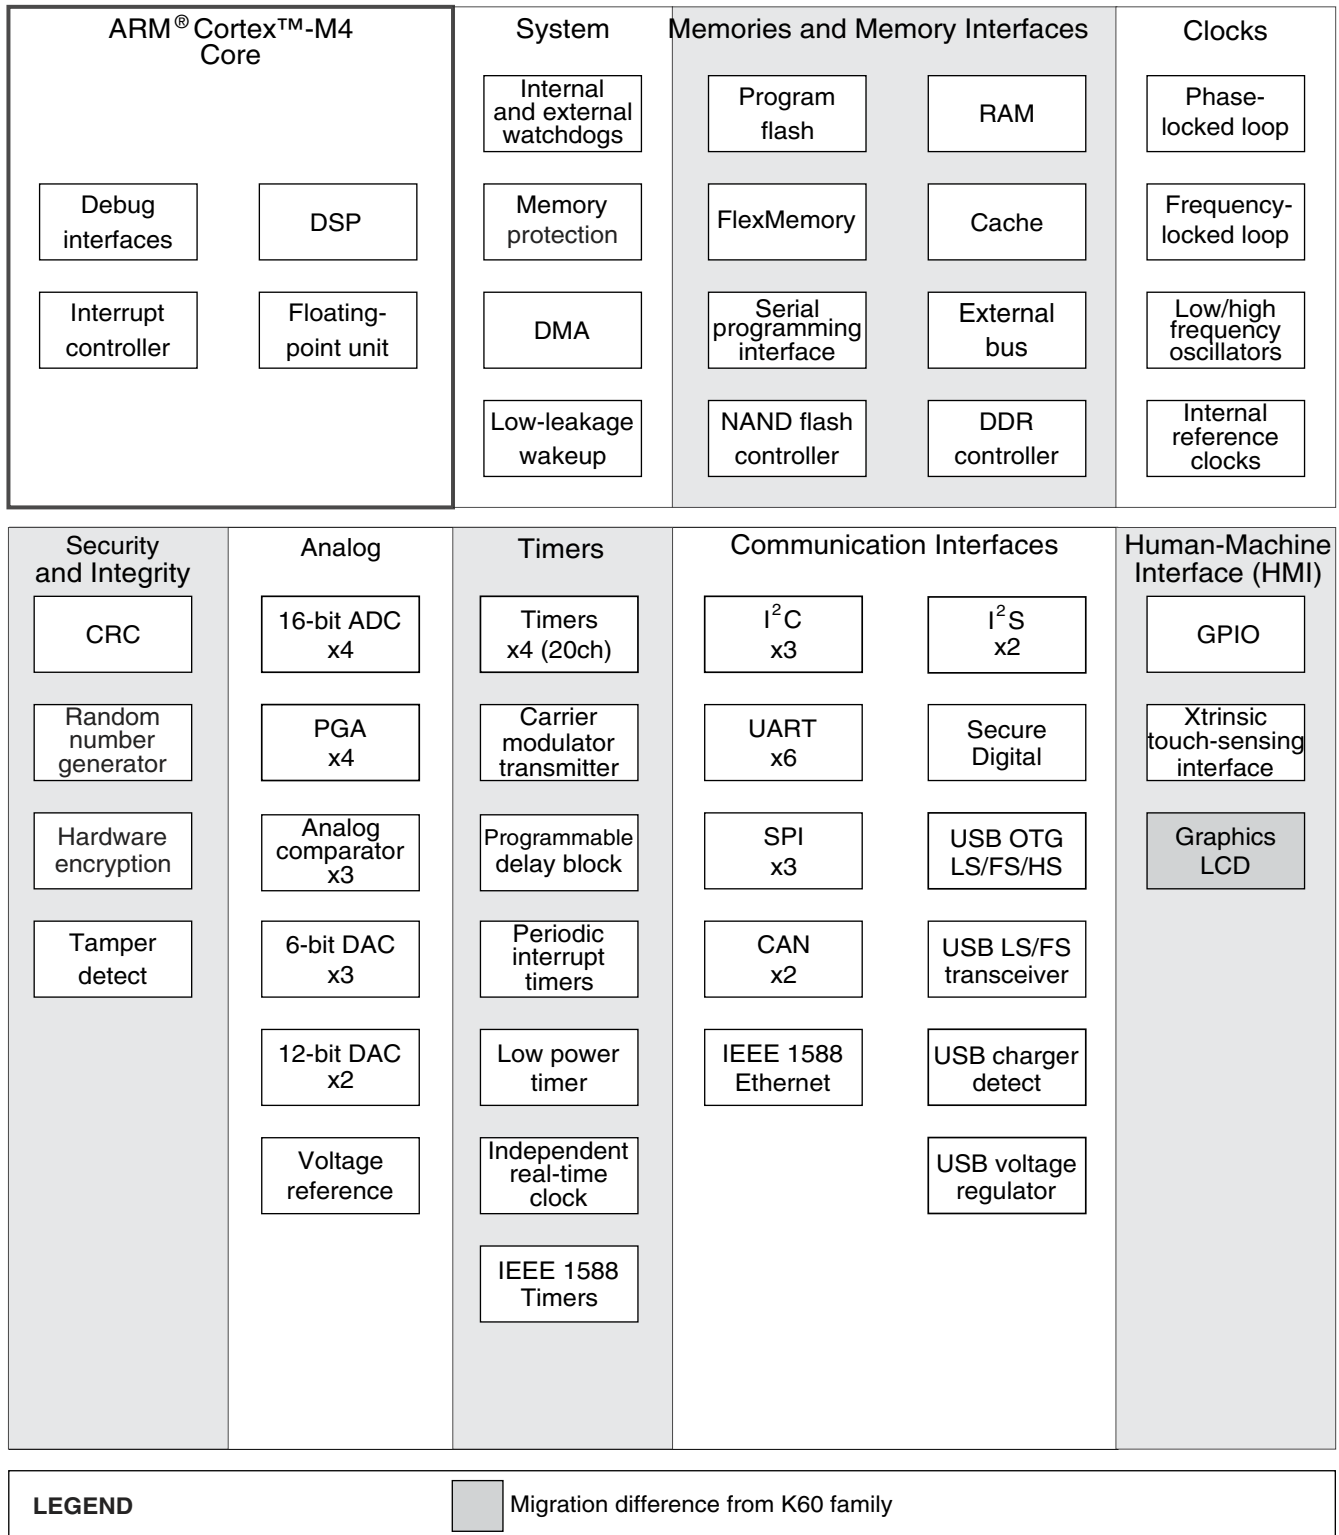 ARM® Cortex™-M4
Core
Debug
interfaces
DSP
Interrupt
controller
Floating-
point unit
System
Internal
and external
watchdogs
Memory
protection
DMA
Low-leakage
wakeup
Memories and Memory Interfaces
Program
flash
RAM
FlexMemory
Cache
Serial
programming
interface
External
bus
NAND flash
controller
DDR
controller
Clocks
Phase-
locked loop
Frequency-
locked loop
Low/high
frequency
oscillators
Internal
reference
clocks
Security
and Integrity
CRC
Random
number
generator
Hardware
encryption
Tamper
detect
Analog
16-bit ADC
x4
PGA
x4
Analog
comparator
x3
6-bit DAC
x3
12-bit DAC
x2
Voltage
reference
Timers
Timers
x4 (20ch)
Carrier
modulator
transmitter
Programmable
delay block
Periodic
interrupt
timers
Low power
timer
Independent
real-time
clock
IEEE 1588
Timers
Communication Interfaces
I²C
x3
I²S
x2
UART
x6
Secure
Digital
SPI
x3
USB OTG
LS/FS/HS
CAN
x2
USB LS/FS
transceiver
IEEE 1588
Ethernet
USB charger
detect
USB voltage
regulator
Human-Machine
Interface (HMI)
GPIO
Xtrinsic
touch-sensing
interface
Graphics
LCD
LEGEND
Migration difference from K60 family